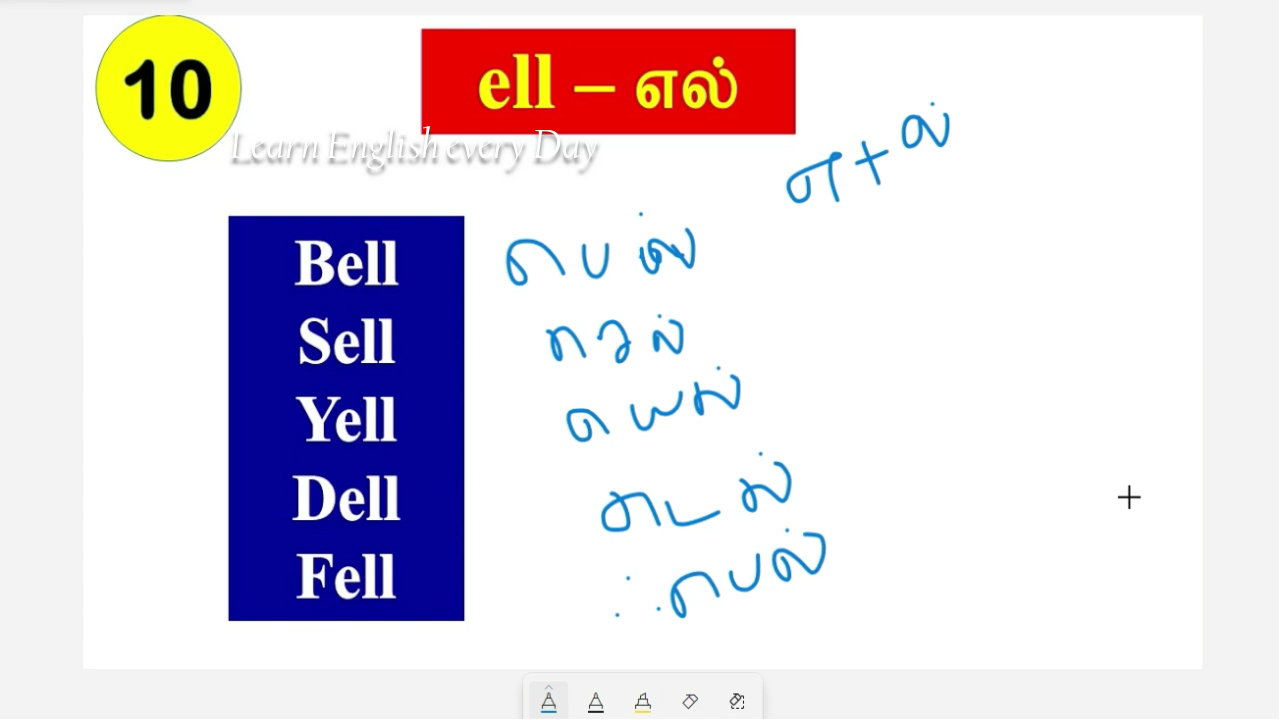 10
ell – எல்
Learn English every Day
எ+ல்
Bell பெல்
Sell செல்
Yell யெல்
Dell டெல்
Fell ஃபெல்